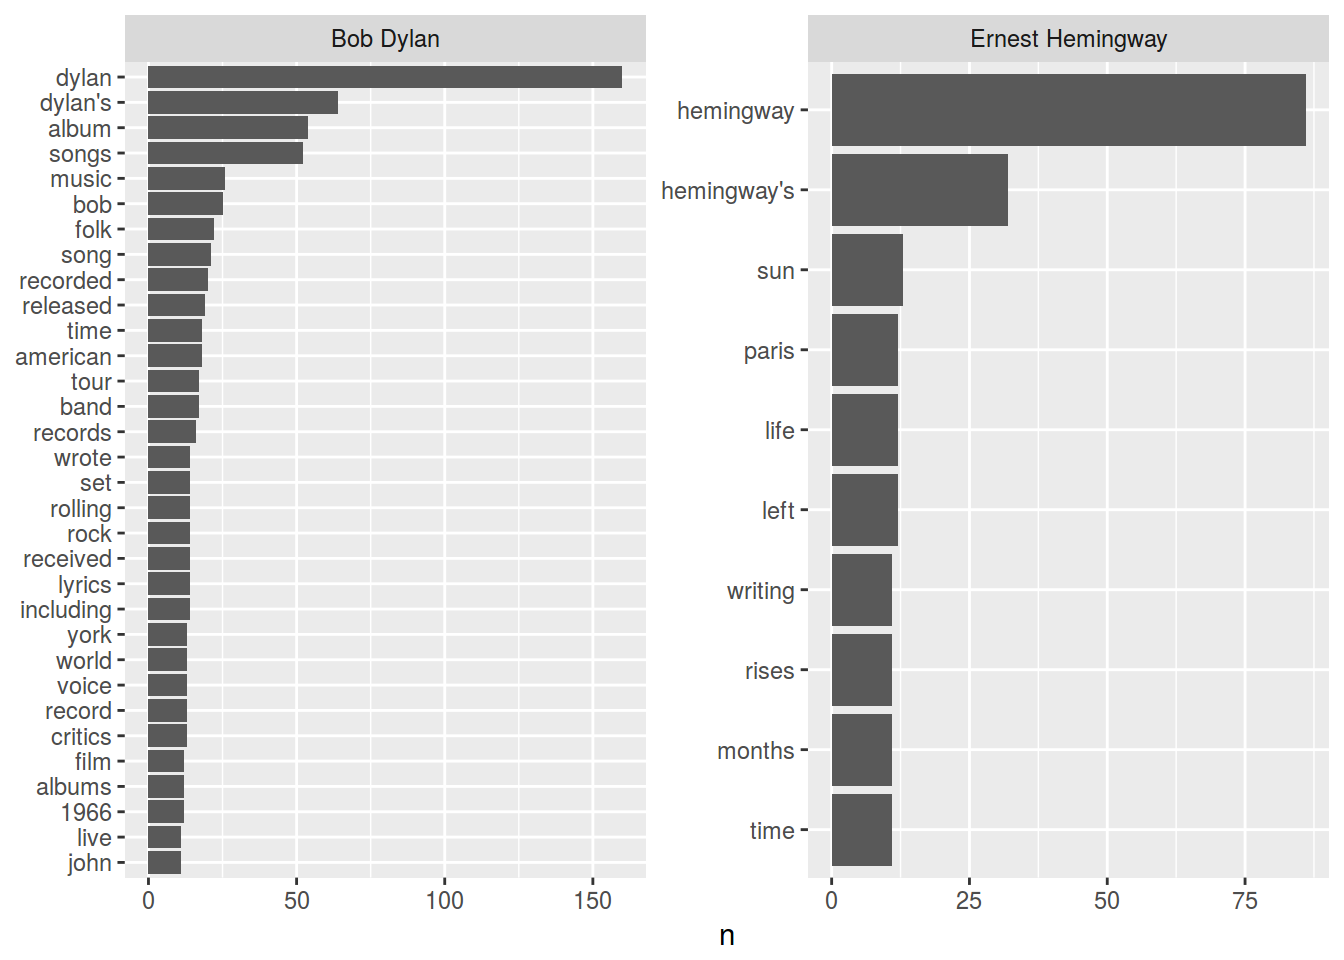 Bob Dylan
dylan
dylan's
album
songs
music
bob
folk
song
recorded
released
time
american
tour
band
records
wrote
set
rolling
rock
received
lyrics
including
york
world
voice
record
critics
film
albums
1966
live
john
0 50 100 150
Ernest Hemingway
hemingway
hemingway's
sun
paris
life
left
writing
rises
months
time
0 25 50 75
n